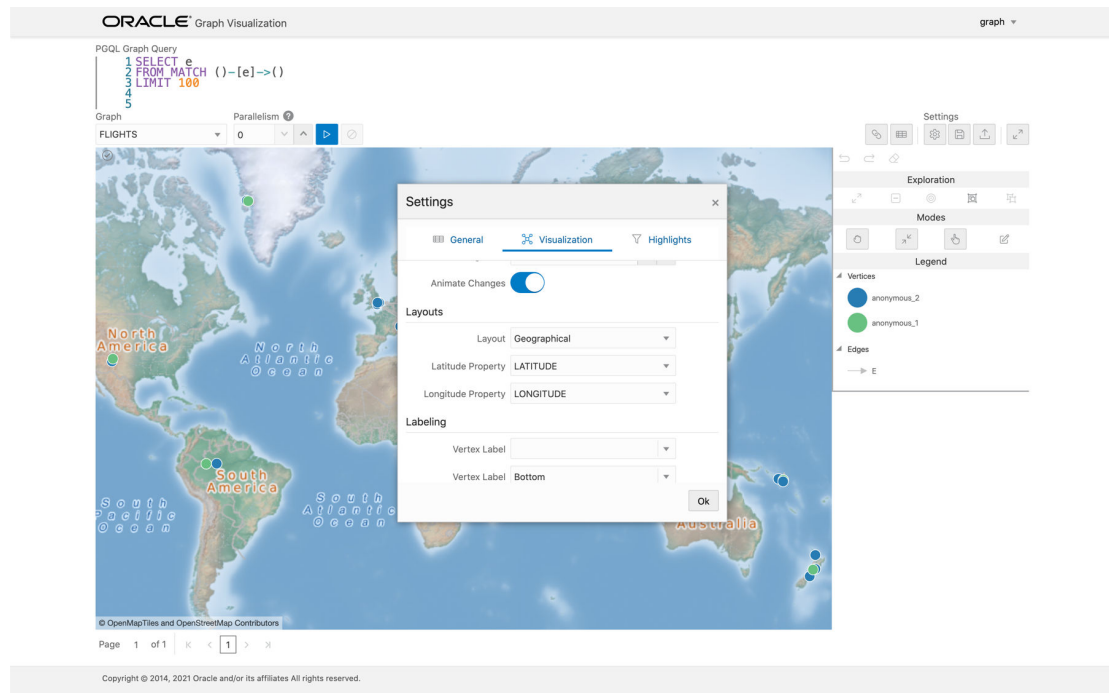 ORACLE® Graph Visualization
graph
PGQL Graph Query
1 SELECT e
2 FROM MATCH ()-[e]->()
3 LIMIT 100
4
5
Graph
Parallelism
Settings
FLIGHTS
0
Exploration
Modes
Legend
Vertices
anonymous_2
anonymous_1
Edges
E
Settings
General
Visualization
Highlights
Animate Changes
Layouts
Layout Geographical
Latitude Property LATITUDE
Longitude Property LONGITUDE
Labeling
Vertex Label
Vertex Label Bottom
Ok
North
America
North
Atlantic
Ocean
South
America
South
Pacific
Ocean
South
Atlantic
Ocean
Australia
© OpenMapTiles and OpenStreetMap Contributors
Page 1 of 1 1
Copyright © 2014, 2021 Oracle and/or its affiliates All rights reserved.